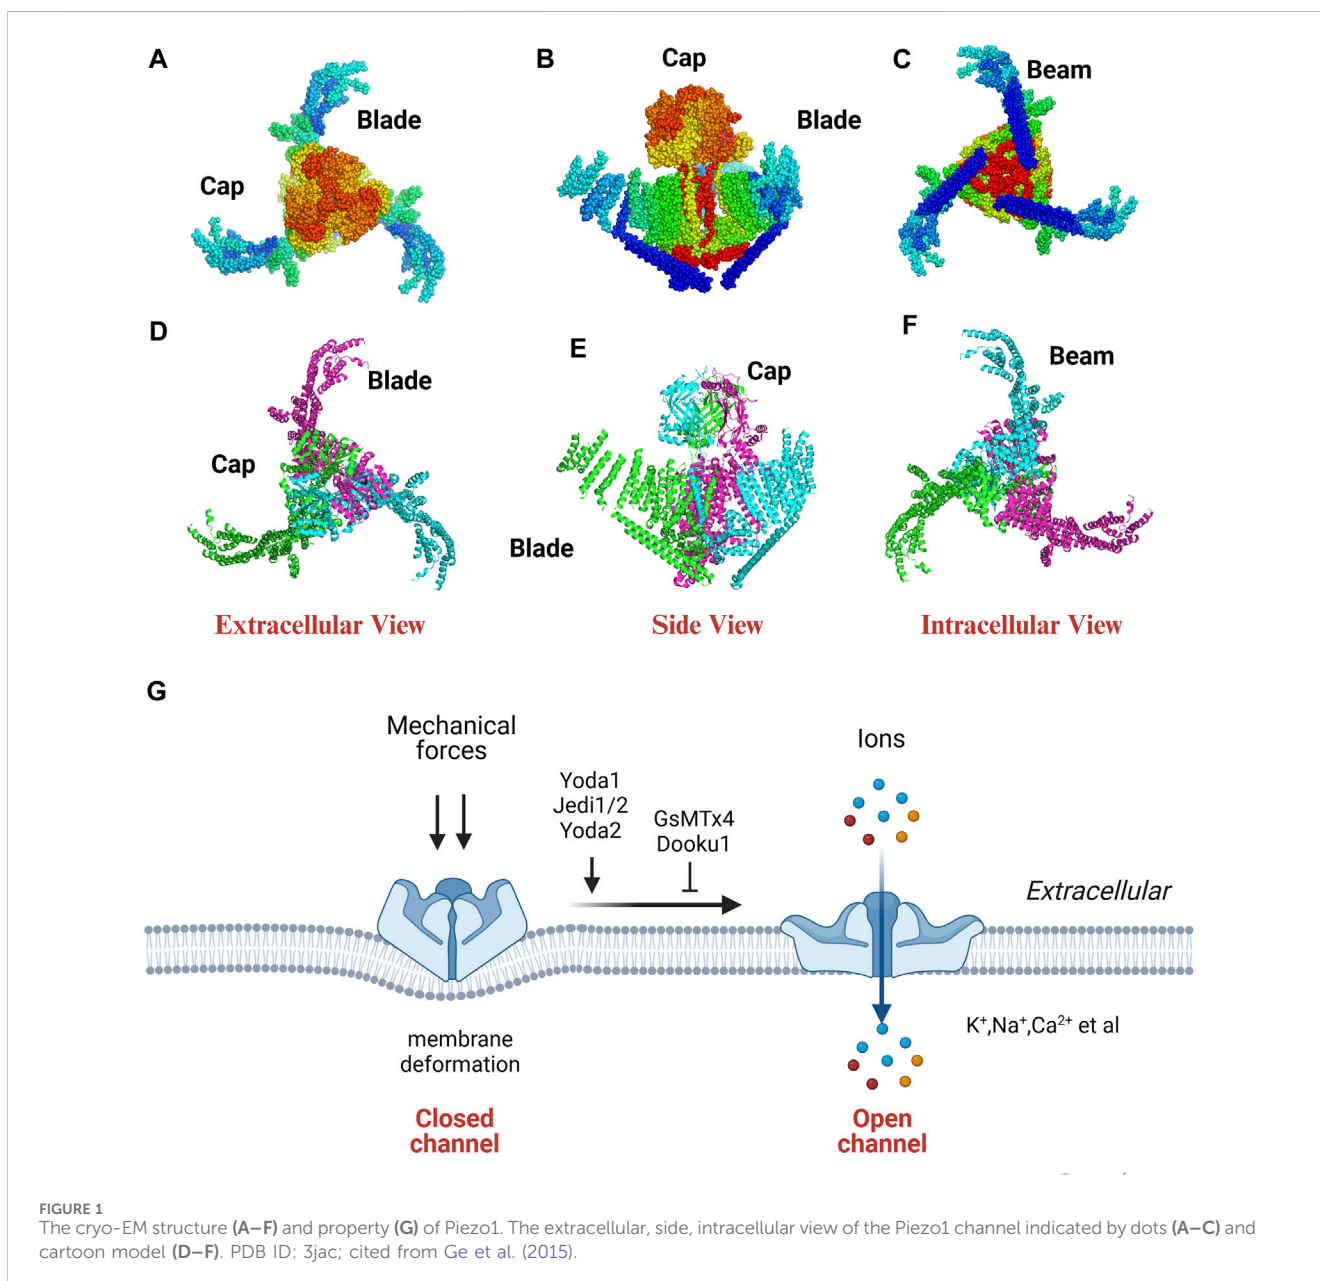 A
B
C
Cap
Beam
Blade
Blade
Cap
D
E
F
Blade
Cap
Beam
Cap
Blade
Extracellular View
Side View
Intracellular View
G
Mechanical
forces
Ions
Yoda1
Jedi1/2
Yoda2
GsMTx4
Dooku1
Extracellular
K⁺,Na⁺,Ca²⁺ et al
membrane
deformation
Closed
channel
Open
channel
FIGURE 1
The cryo-EM structure (A–F) and property (G) of Piezo1. The extracellular, side, intracellular view of the Piezo1 channel indicated by dots (A–C) and
cartoon model (D–F). PDB ID: 3jac; cited from Ge et al. (2015).